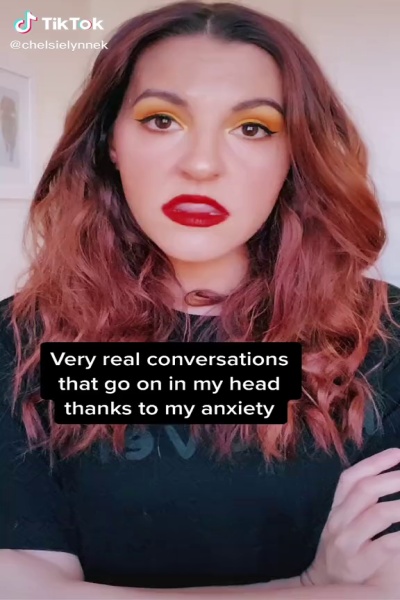 TikTok
@chelsielynnek
Very real conversations
that go on in my head
thanks to my anxiety